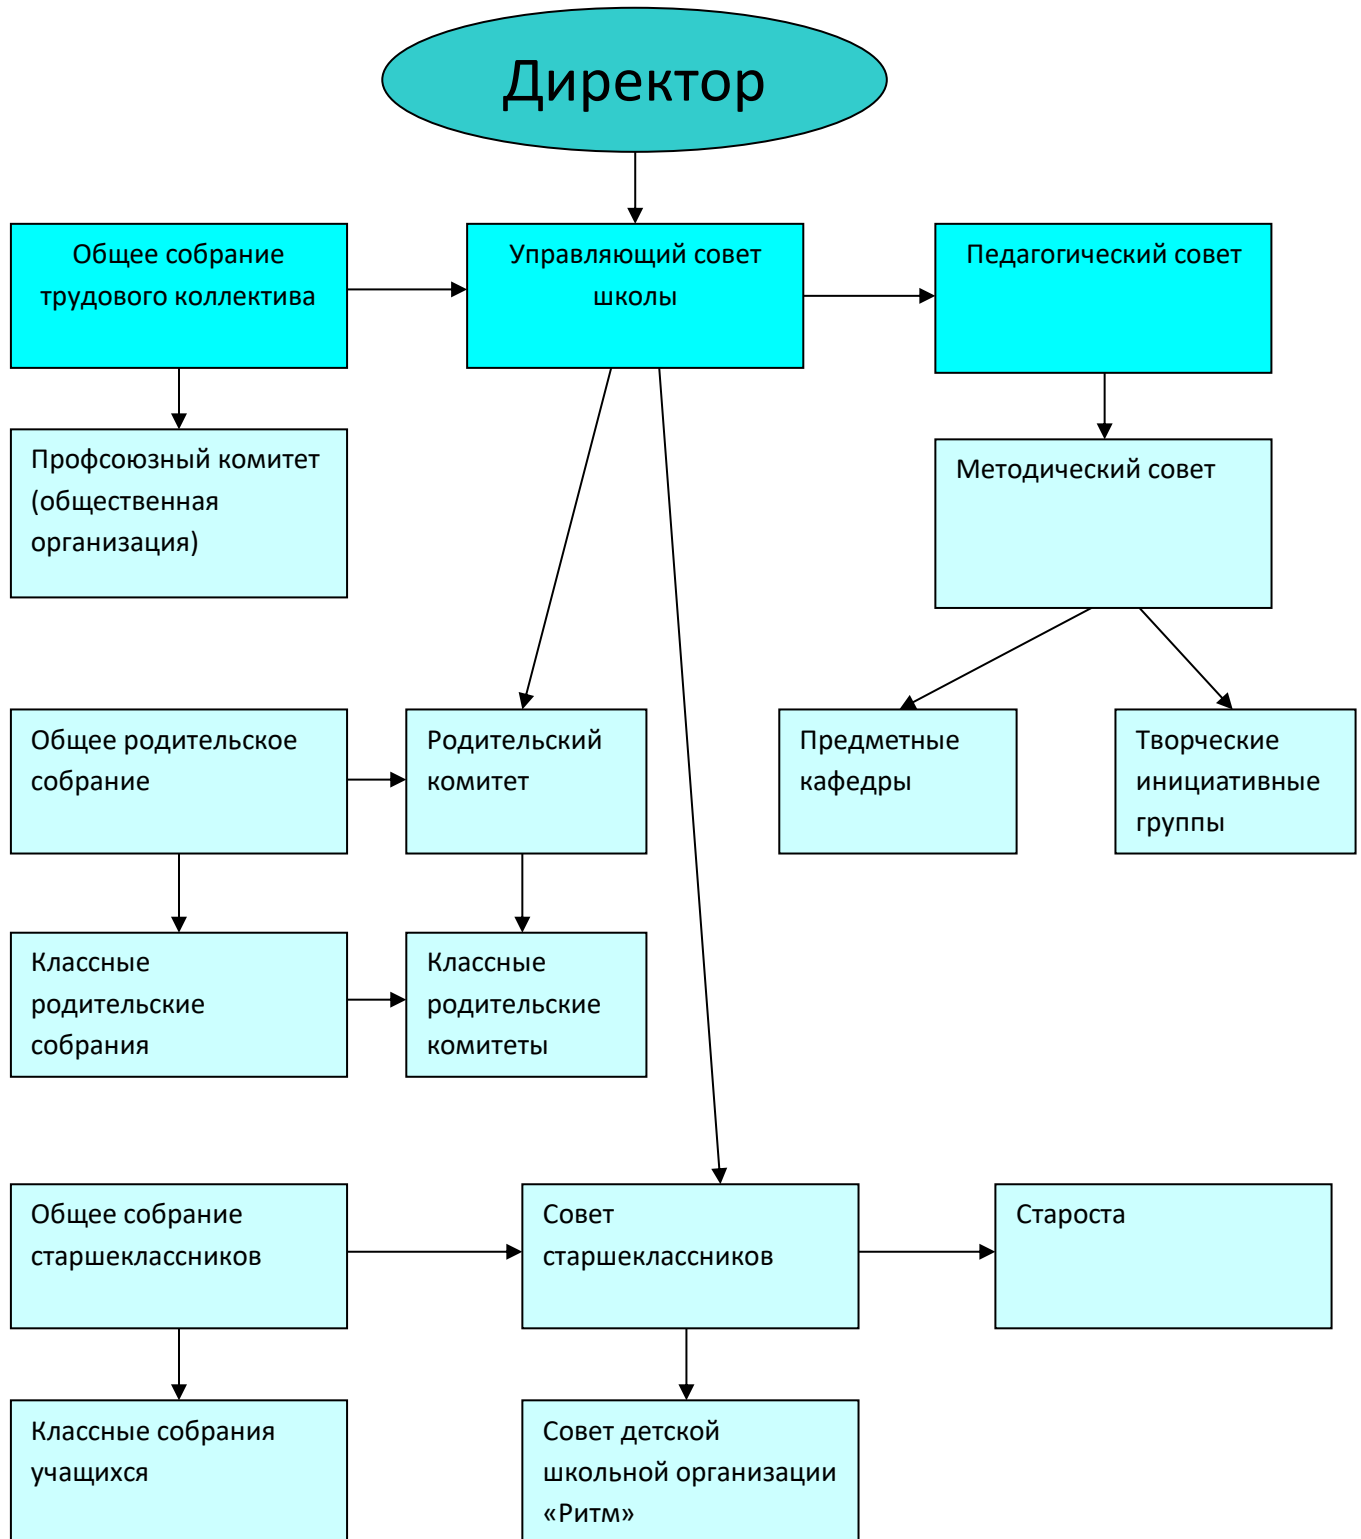 Директор
Общее собрание
трудового коллектива
Управляющий совет
школы
Педагогический совет
Профсоюзный комитет
(общественная
организация)
Методический совет
Общее родительское
собрание
Родительский
комитет
Предметные
кафедры
Творческие
инициативные
группы
Классные
родительские
собрания
Классные
родительские
комитеты
Общее собрание
старшеклассников
Совет
старшеклассников
Староста
Классные собрания
учащихся
Совет детской
школьной организации
«Ритм»